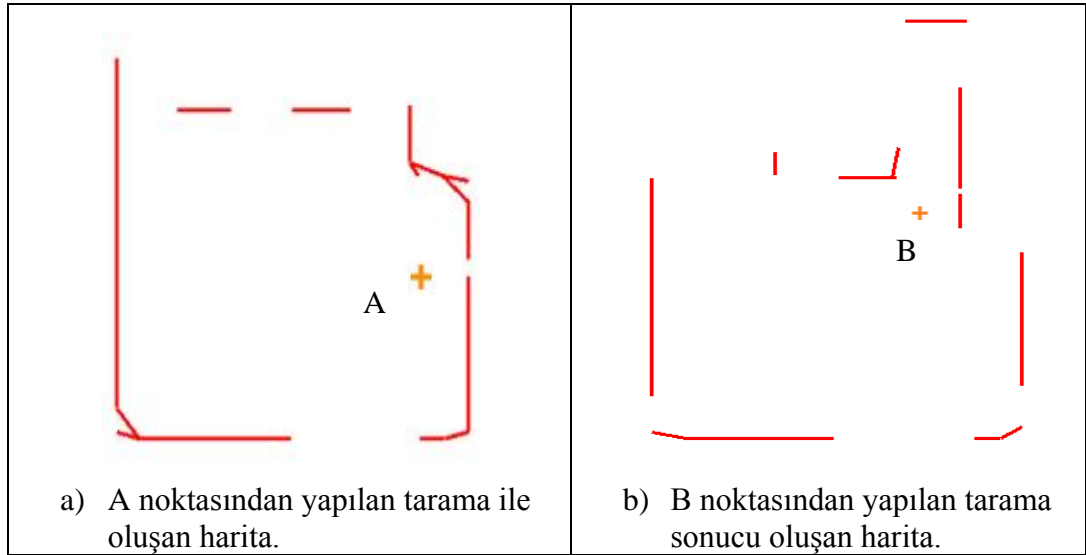 A
B
a) A noktasından yapılan tarama ile
oluşan harita.
b) B noktasından yapılan tarama
sonucu oluşan harita.